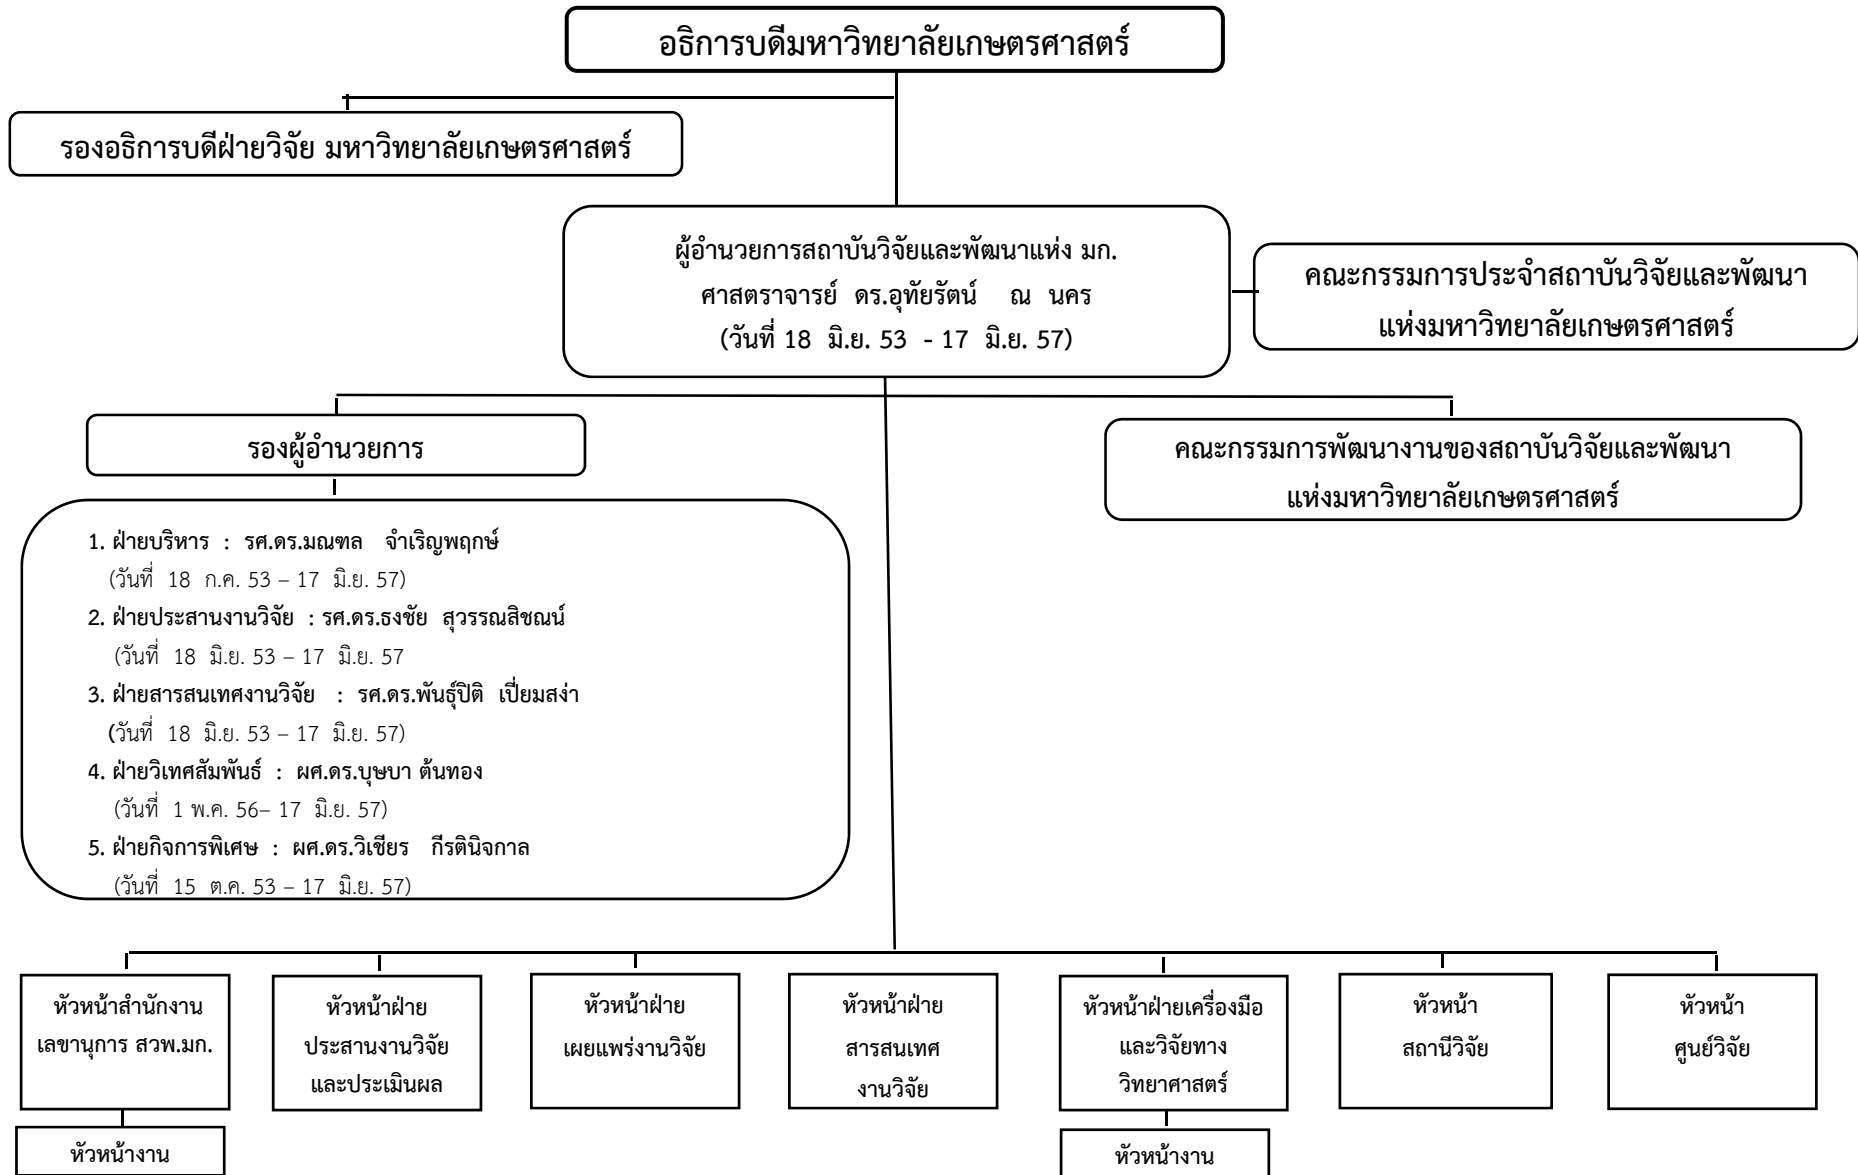 อธิการบดีมหาวิทยาลัยเกษตรศาสตร์
รองอธิการบดีฝ่ายวิจัย มหาวิทยาลัยเกษตรศาสตร์
ผู้อำนวยการสถาบันวิจัยและพัฒนาแห่ง มก.
ศาสตราจารย์ ดร.อุทัยรัตน์ ณ นคร
(วันที่ 18 มิ.ย. 53 - 17 มิ.ย. 57)
คณะกรรมการประจำสถาบันวิจัยและพัฒนา
แห่งมหาวิทยาลัยเกษตรศาสตร์
รองผู้อำนวยการ
คณะกรรมการพัฒนางานของสถาบันวิจัยและพัฒนา
แห่งมหาวิทยาลัยเกษตรศาสตร์
1. ฝ่ายบริหาร : รศ.ดร.มณฑล จำเริญพฤกษ์
(วันที่ 18 ก.ค. 53 – 17 มิ.ย. 57)
2. ฝ่ายประสานงานวิจัย : รศ.ดร.ธงชัย สุวรรณสิชณน์
(วันที่ 18 มิ.ย. 53 – 17 มิ.ย. 57
3. ฝ่ายสารสนเทศงานวิจัย : รศ.ดร.พันธุ์ปิติ เปี่ยมสง่า
(วันที่ 18 มิ.ย. 53 – 17 มิ.ย. 57)
4. ฝ่ายวิเทศสัมพันธ์ : ผศ.ดร.บุษบา ต้นทอง
(วันที่ 1 พ.ค. 56– 17 มิ.ย. 57)
5. ฝ่ายกิจการพิเศษ : ผศ.ดร.วิเชียร กีรตินิจกาล
(วันที่ 15 ต.ค. 53 – 17 มิ.ย. 57)
หัวหน้าสำนักงาน
เลขานุการ สวพ.มก.
หัวหน้าฝ่าย
ประสานงานวิจัย
และประเมินผล
หัวหน้าฝ่าย
เผยแพร่งานวิจัย
หัวหน้าฝ่าย
สารสนเทศ
งานวิจัย
หัวหน้าฝ่ายเครื่องมือ
และวิจัยทาง
วิทยาศาสตร์
หัวหน้า
สถานีวิจัย
หัวหน้า
ศูนย์วิจัย
หัวหน้างาน
หัวหน้างาน